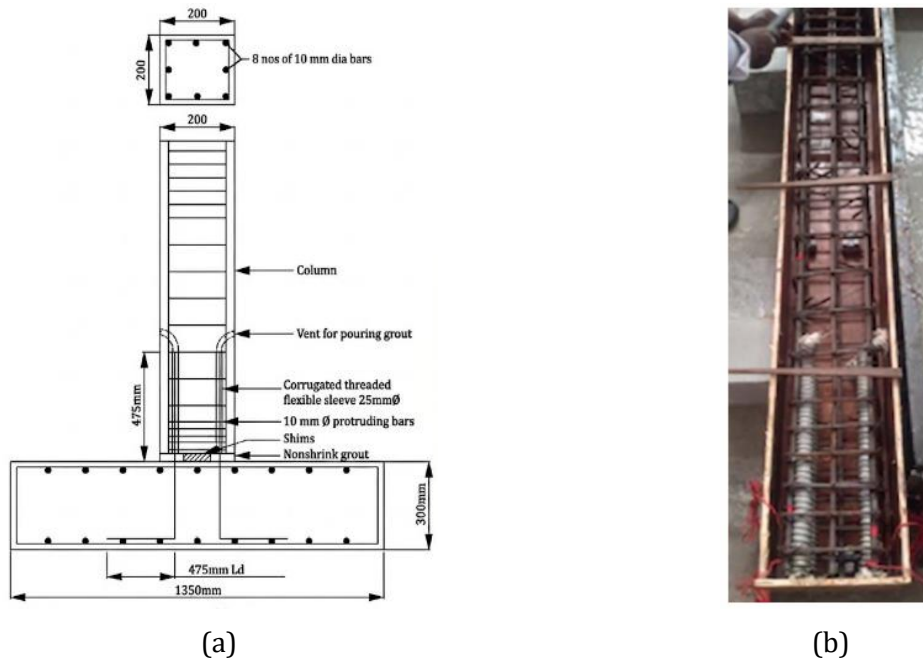 200
200
8 nos of 10 mm dia bars
200
Column
Vent for pouring grout
475mm
Corrugated threaded
flexible sleeve 25mmØ
10 mm Ø protruding bars
Shims
Nonshrink grout
300mm
475mm Ld
1350mm
(a)
(b)